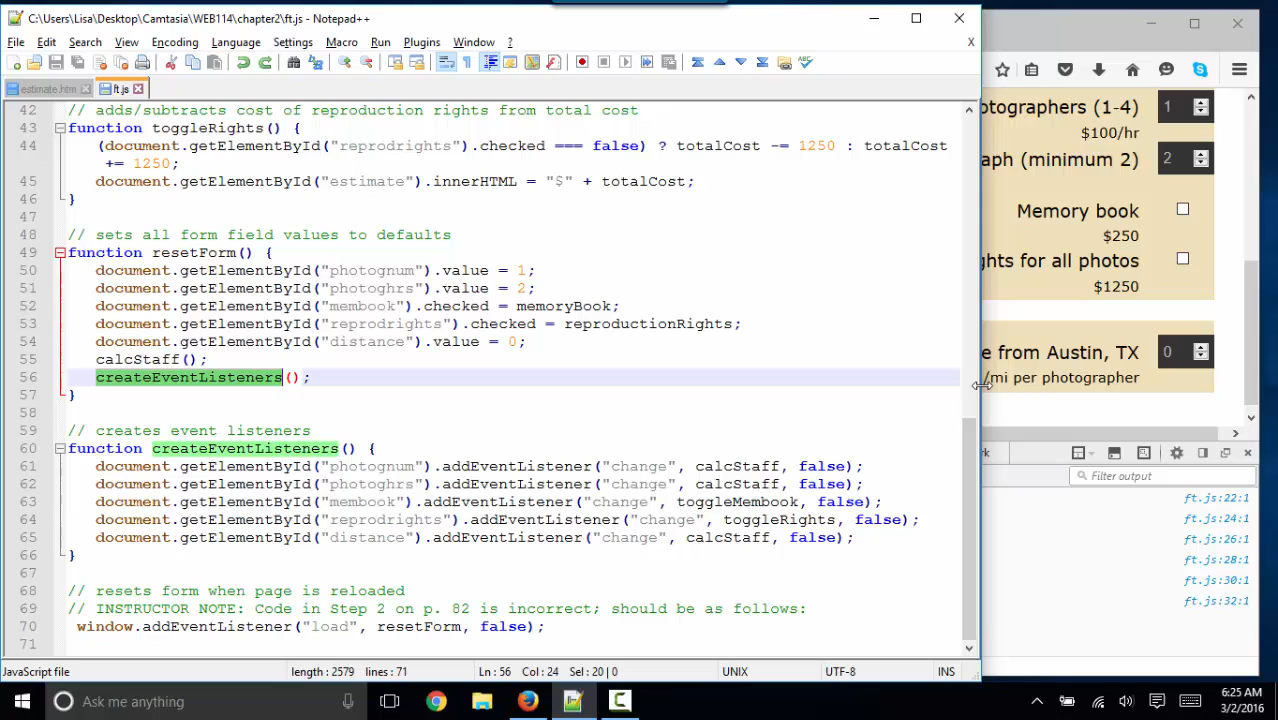 C:\Users\Lisa\Desktop\Camtasia\WEB114\chapter2\ft.js - Notepad++
File Edit Search View Encoding Language Settings Macro Run Plugins Window ? X
estimate.htm ft.js
42 // adds/subtracts cost of reproduction rights from total cost
43 function toggleRights() {
44 (document.getElementById("reprodrights").checked === false) ? totalCost -= 1250 : totalCost
+= 1250;
45 document.getElementById("estimate").innerHTML = "$" + totalCost;
46 }
47
48 // sets all form field values to defaults
49 function resetForm() {
50 document.getElementById("photognum").value = 1;
51 document.getElementById("photoghrs").value = 2;
52 document.getElementById("membook").checked = memoryBook;
53 document.getElementById("reprodrights").checked = reproductionRights;
54 document.getElementById("distance").value = 0;
55 calcStaff();
56 createEventListeners();
57 }
58
59 // creates event listeners
60 function createEventListeners() {
61 document.getElementById("photognum").addEventListener("change", calcStaff, false);
62 document.getElementById("photoghrs").addEventListener("change", calcStaff, false);
63 document.getElementById("membook").addEventListener("change", toggleMembook, false);
64 document.getElementById("reprodrights").addEventListener("change", toggleRights, false);
65 document.getElementById("distance").addEventListener("change", calcStaff, false);
66 }
67
68 // resets form when page is reloaded
69 // INSTRUCTOR NOTE: Code in Step 2 on p. 82 is incorrect; should be as follows:
70 window.addEventListener("load", resetForm, false);
71
JavaScript file length : 2579 lines : 71 Ln : 56 Col : 24 Sel : 20 | 0 UNIX UTF-8 INS
otographers (1-4) 1
$100/hr
aph (minimum 2) 2
Memory book
$250
ghts for all photos
$1250
e from Austin, TX 0
/mi per photographer
rk
Filter output
ft.js:22:1
ft.js:24:1
ft.js:26:1
ft.js:28:1
ft.js:30:1
ft.js:32:1
Ask me anything
6:25 AM
3/2/2016